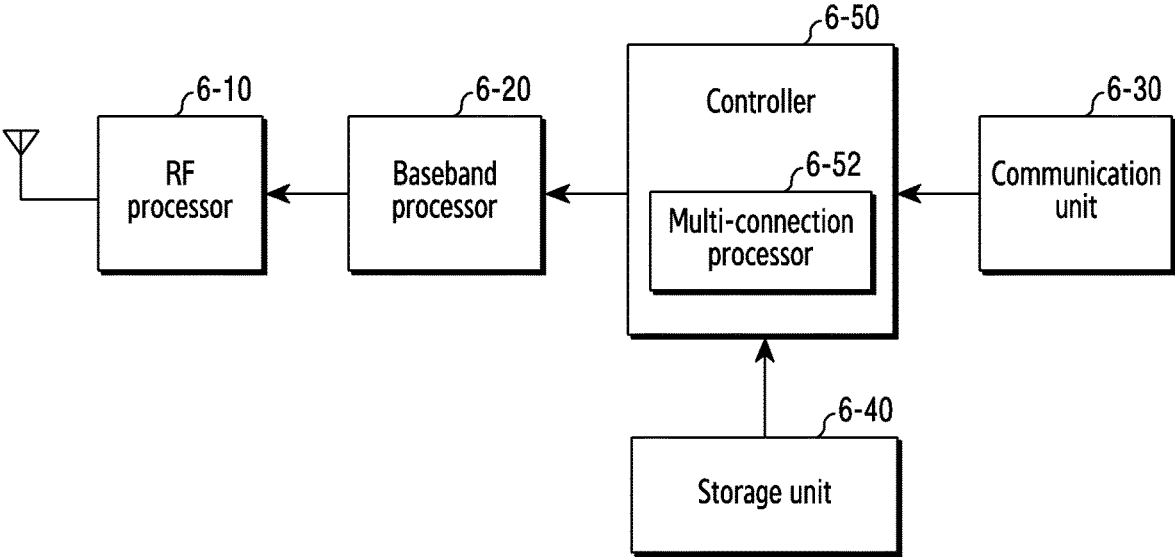 6-50
6-10
6-20
Controller
6-30
RF
processor
Baseband
processor
6-52
Multi-connection
processor
Communication
unit
6-40
Storage unit